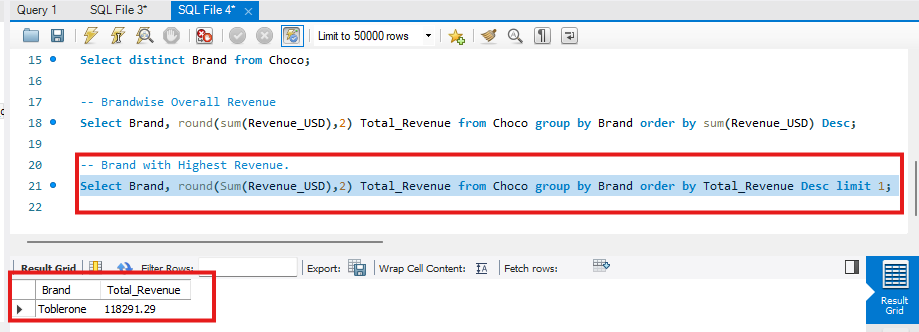 Query 1 SQL File 3* SQL File 4*
Limit to 50000 rows
15 Select distinct Brand from Choco;
16
17 -- Brandwise Overall Revenue
18 Select Brand, round(sum(Revenue_USD),2) Total_Revenue from Choco group by Brand order by sum(Revenue_USD) Desc;
19
20 -- Brand with Highest Revenue.
21 Select Brand, round(Sum(Revenue_USD),2) Total_Revenue from Choco group by Brand order by Total_Revenue Desc limit 1;
22
Result Grid Filter Rows: Export: Wrap Cell Content: Fetch rows:
Brand Total_Revenue
Toblerone 118291.29
Result
Grid